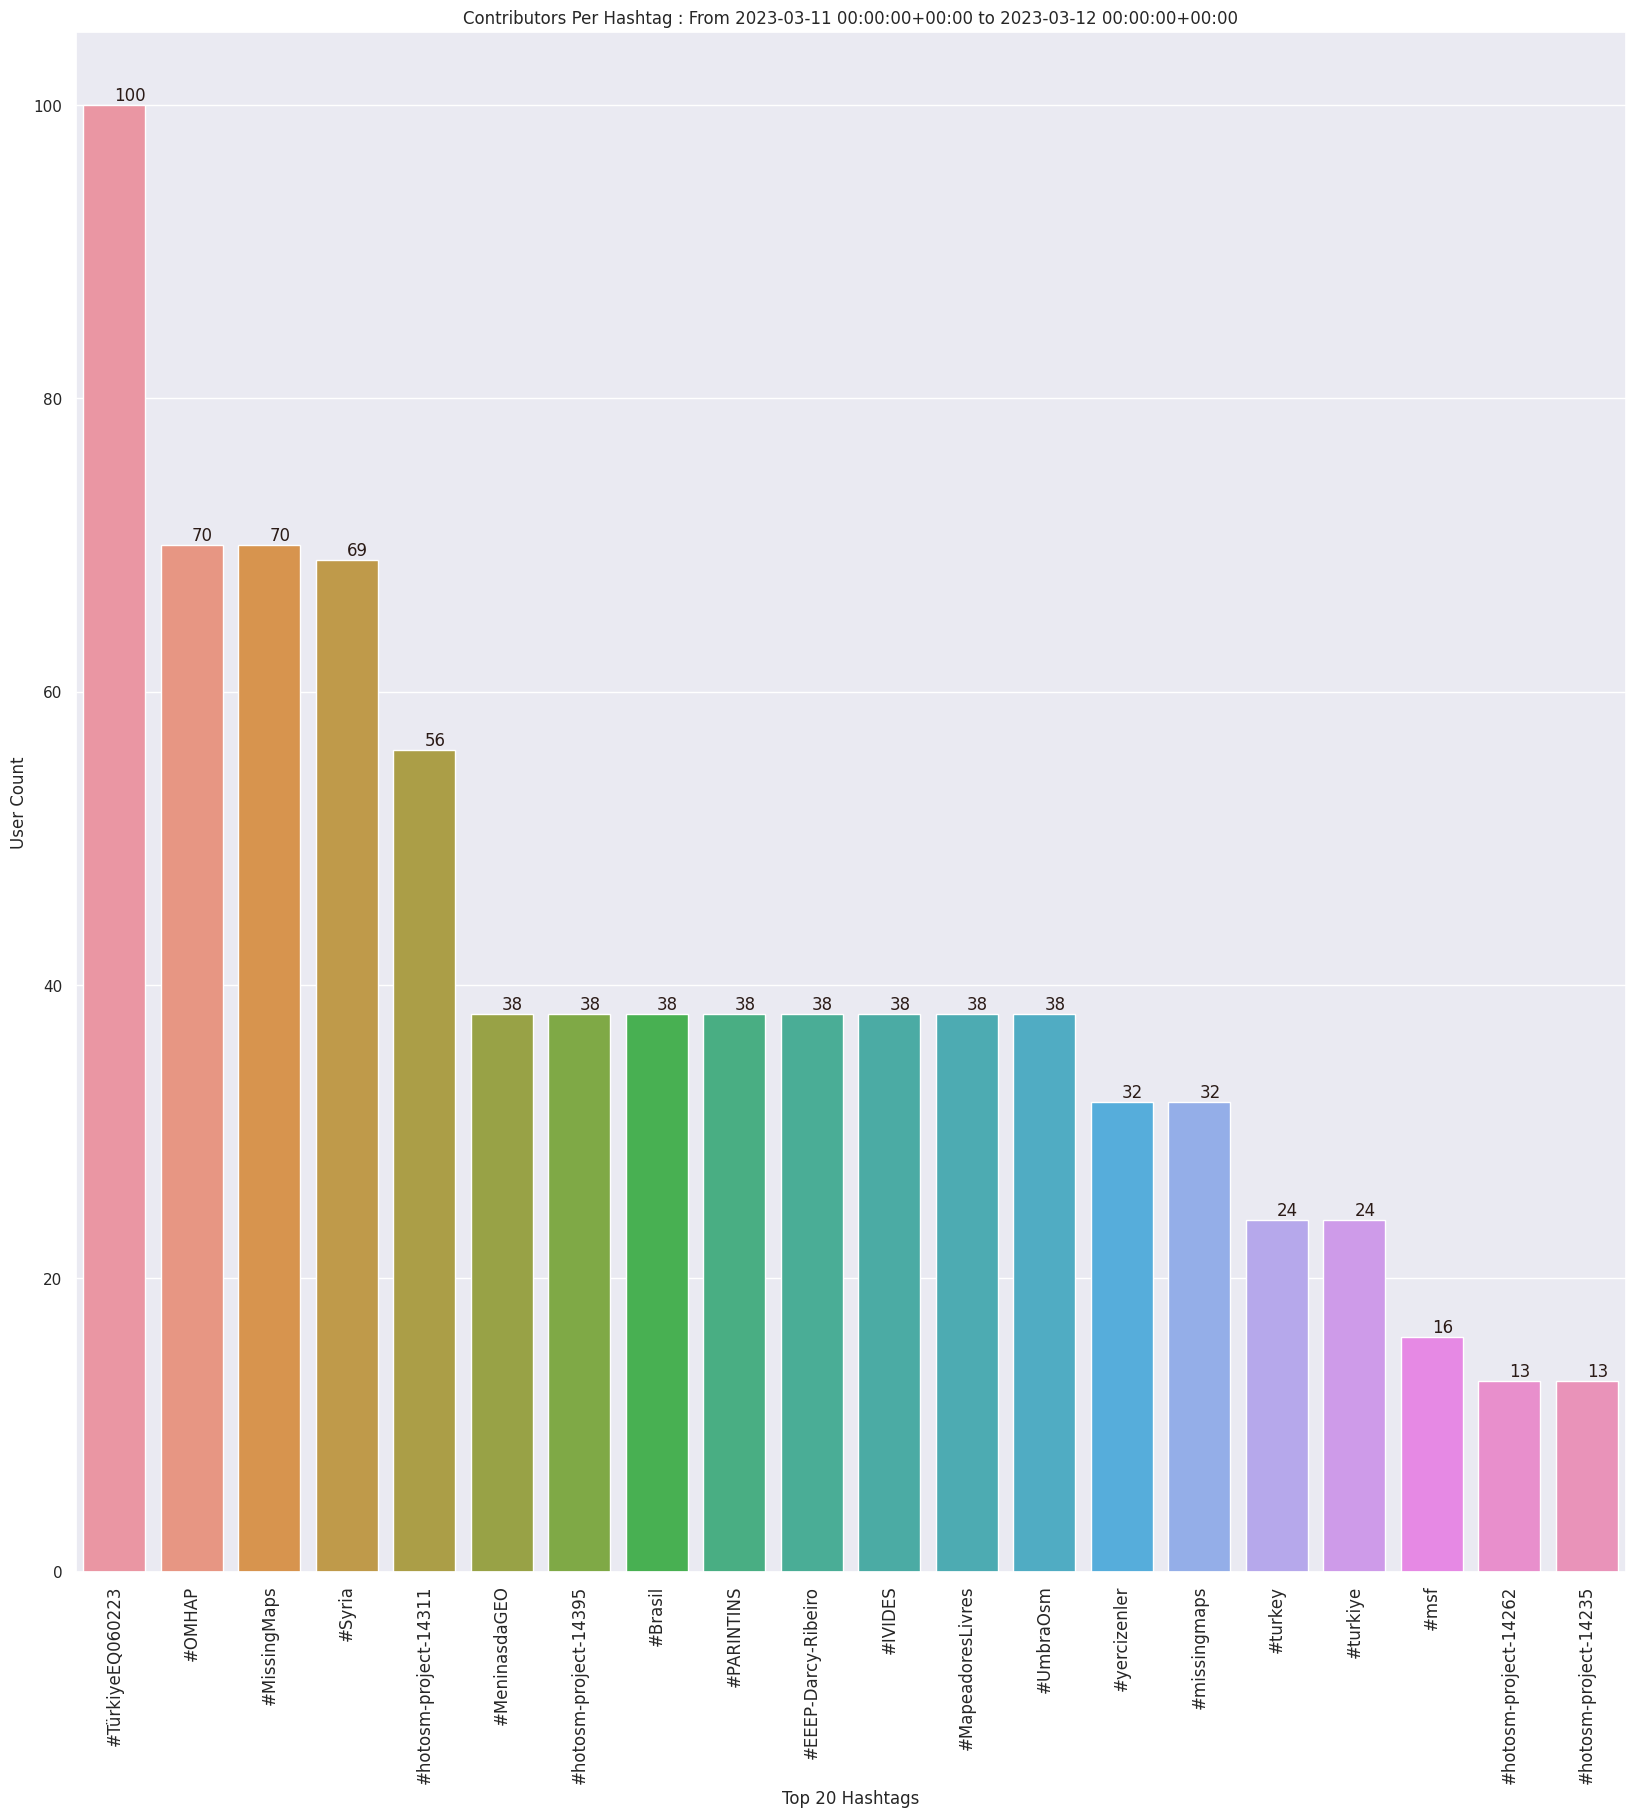 Contributors Per Hashtag : From 2023-03-11 00:00:00+00:00 to 2023-03-12 00:00:00+00:00
User Count
100
80
60
40
20
0
100
70
70
69
56
38
38
38
38
38
38
38
38
32
32
24
24
16
13
13
#TürkiyeEQ060223
#OMHAP
#MissingMaps
#Syria
#hotosm-project-14311
#MeninasdaGEO
#hotosm-project-14395
#Brasil
#PARINTINS
#EEEP-Darcy-Ribeiro
#IVIDES
#MapeadoresLivres
#UmbraOsm
#yercizenler
#missingmaps
#turkey
#turkiye
#msf
#hotosm-project-14262
#hotosm-project-14235
Top 20 Hashtags